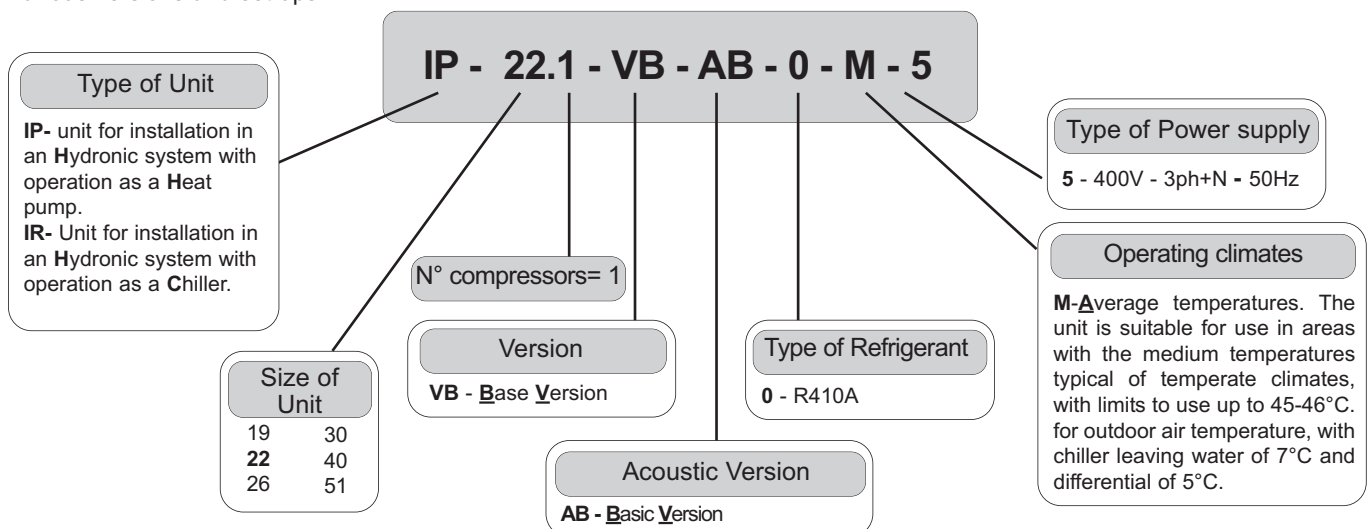 IP - 22.1 - VB - AB - 0 - M - 5
Type of Unit
IP- unit for installation in
an Hydronic system with
operation as a Heat
pump.
IR- Unit for installation in
an Hydronic system with
operation as a Chiller.
Size of
Unit
19 30
22 40
26 51
N° compressors= 1
Version
VB - Base Version
Acoustic Version
AB - Basic Version
Type of Refrigerant
0 - R410A
Type of Power supply
5 - 400V - 3ph+N - 50Hz
Operating climates
M-Average temperatures. The
unit is suitable for use in areas
with the medium temperatures
typical of temperate climates,
with limits to use up to 45-46°C.
for outdoor air temperature, with
chiller leaving water of 7°C and
differential of 5°C.